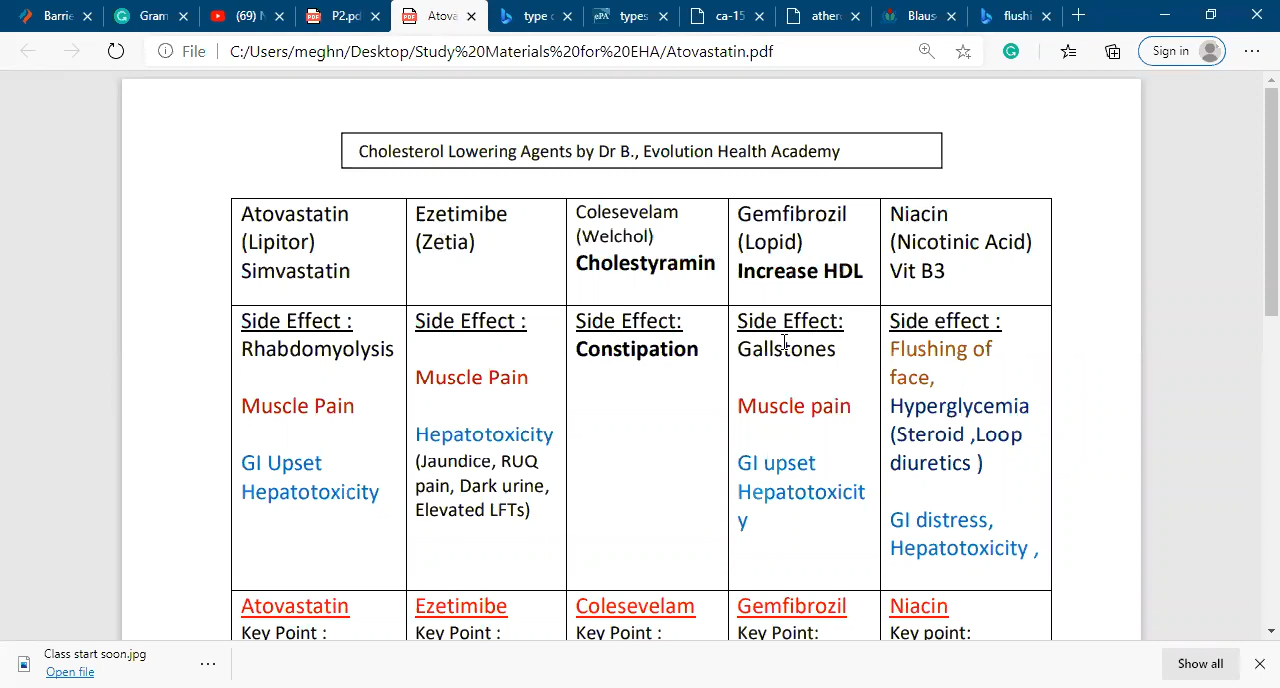 Barrie
Gram
(69) N
P2.pd
Atova
type c
types
ca-15
ather
Blaus
flushi
File
C:/Users/meghn/Desktop/Study%20Materials%20for%20EHA/Atovastatin.pdf
Sign in
Cholesterol Lowering Agents by Dr B., Evolution Health Academy
Atovastatin
(Lipitor)
Simvastatin
Ezetimibe
(Zetia)
Colesevelam
(Welchol)
Cholestyramin
Gemfibrozil
(Lopid)
Increase HDL
Niacin
(Nicotinic Acid)
Vit B3
Side Effect :
Rhabdomyolysis
Muscle Pain
GI Upset
Hepatotoxicity
Side Effect :
Muscle Pain
Hepatotoxicity
(Jaundice, RUQ
pain, Dark urine,
Elevated LFTs)
Side Effect:
Constipation
Side Effect:
Gallstones
Muscle pain
GI upset
Hepatotoxicit
y
Side effect :
Flushing of
face,
Hyperglycemia
(Steroid ,Loop
diuretics )
GI distress,
Hepatotoxicity ,
Atovastatin
Key Point :
Ezetimibe
Key Point :
Colesevelam
Key Point :
Gemfibrozil
Key Point:
Niacin
Key point:
Class start soon.jpg
Open file
Show all